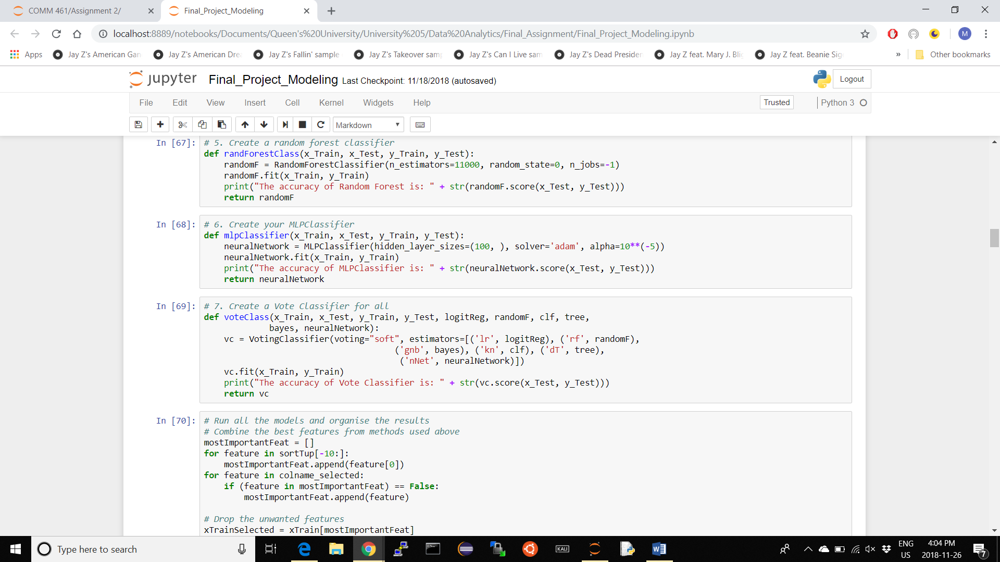 COMM 461/Assignment 2/
Final_Project_Modeling
localhost:8889/notebooks/Documents/Queen's%20University/University%205/Data%20Analytics/Final_Assignment/Final_Project_Modeling.ipynb
M
Apps
Jay Z's American Gan
Jay Z's American Dre
Jay Z's Fallin' sample
Jay Z's Takeover sam
Jay Z's Can I Live sam
Jay Z's Dead Presiden
Jay Z feat. Mary J. Bli
Jay Z feat. Beanie Sig
»
Other bookmarks
jupyter
Final_Project_Modeling Last Checkpoint: 11/18/2018 (autosaved)
Logout
File Edit View Insert Cell Kernel Widgets Help
Trusted
Python 3
Markdown
In [67]:
# 5. Create a random forest classifier
def randForestClass(x_Train, x_Test, y_Train, y_Test):
    randomF = RandomForestClassifier(n_estimators=11000, random_state=0, n_jobs=-1)
    randomF.fit(x_Train, y_Train)
    print("The accuracy of Random Forest is: " + str(randomF.score(x_Test, y_Test)))
    return randomF
In [68]:
# 6. Create your MLPClassifier
def mlpClassifier(x_Train, x_Test, y_Train, y_Test):
    neuralNetwork = MLPClassifier(hidden_layer_sizes=(100, ), solver='adam', alpha=10**(-5))
    neuralNetwork.fit(x_Train, y_Train)
    print("The accuracy of MLPClassifier is: " + str(neuralNetwork.score(x_Test, y_Test)))
    return neuralNetwork
In [69]:
# 7. Create a Vote Classifier for all
def voteClass(x_Train, x_Test, y_Train, y_Test, logitReg, randomF, clf, tree,
             bayes, neuralNetwork):
    vc = VotingClassifier(voting="soft", estimators=[('lr', logitReg), ('rf', randomF),
                                      ('gnb', bayes), ('kn', clf), ('dT', tree),
                                       ('nNet', neuralNetwork)])
    vc.fit(x_Train, y_Train)
    print("The accuracy of Vote Classifier is: " + str(vc.score(x_Test, y_Test)))
    return vc
In [70]:
# Run all the models and organise the results
# Combine the best features from methods used above
mostImportantFeat = []
for feature in sortTup[-10:]:
    mostImportantFeat.append(feature[0])
for feature in colname_selected:
    if (feature in mostImportantFeat) == False:
        mostImportantFeat.append(feature)
# Drop the unwanted features
xTrainSelected = xTrain[mostImportantFeat]
Type here to search
KALI
ENG
US
4:04 PM
2018-11-26
7